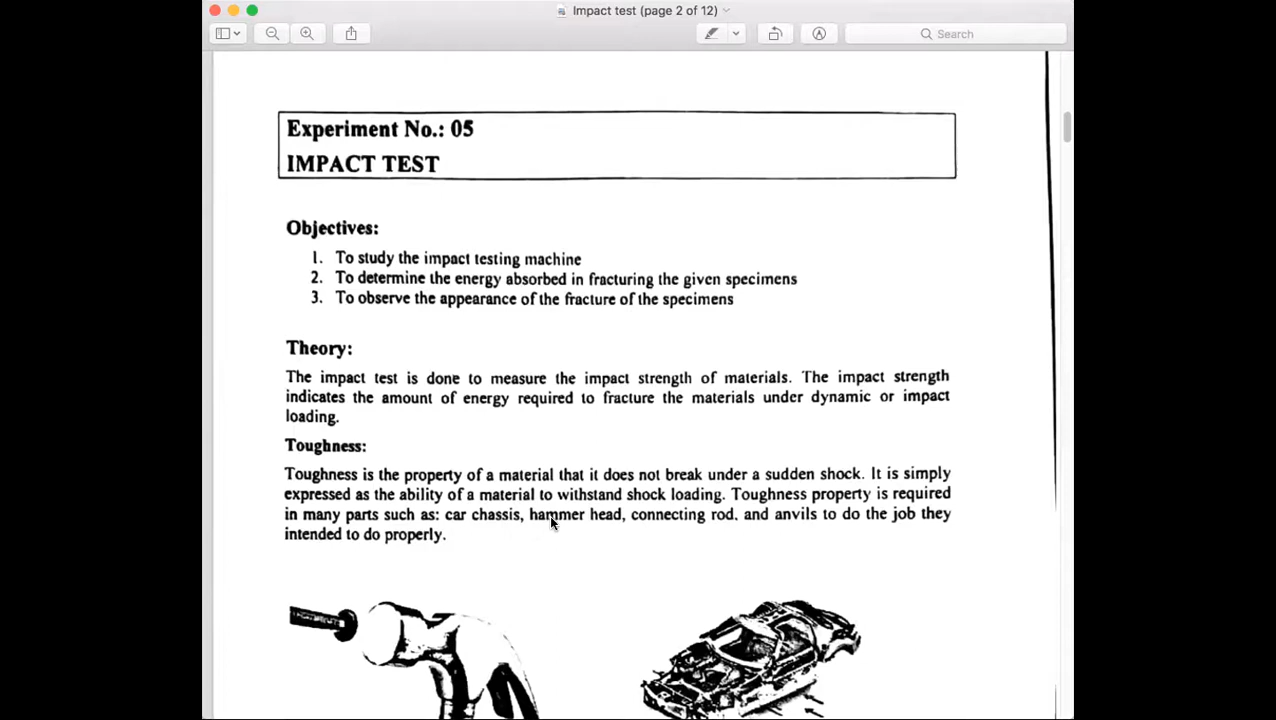 Impact test (page 2 of 12)
Search
Experiment No.: 05
IMPACT TEST
Objectives:
1. To study the impact testing machine
2. To determine the energy absorbed in fracturing the given specimens
3. To observe the appearance of the fracture of the specimens
Theory:
The impact test is done to measure the impact strength of materials. The impact strength
indicates the amount of energy required to fracture the materials under dynamic or impact
loading.
Toughness:
Toughness is the property of a material that it does not break under a sudden shock. It is simply
expressed as the ability of a material to withstand shock loading. Toughness property is required
in many parts such as: car chassis, hammer head, connecting rod, and anvils to do the job they
intended to do properly.